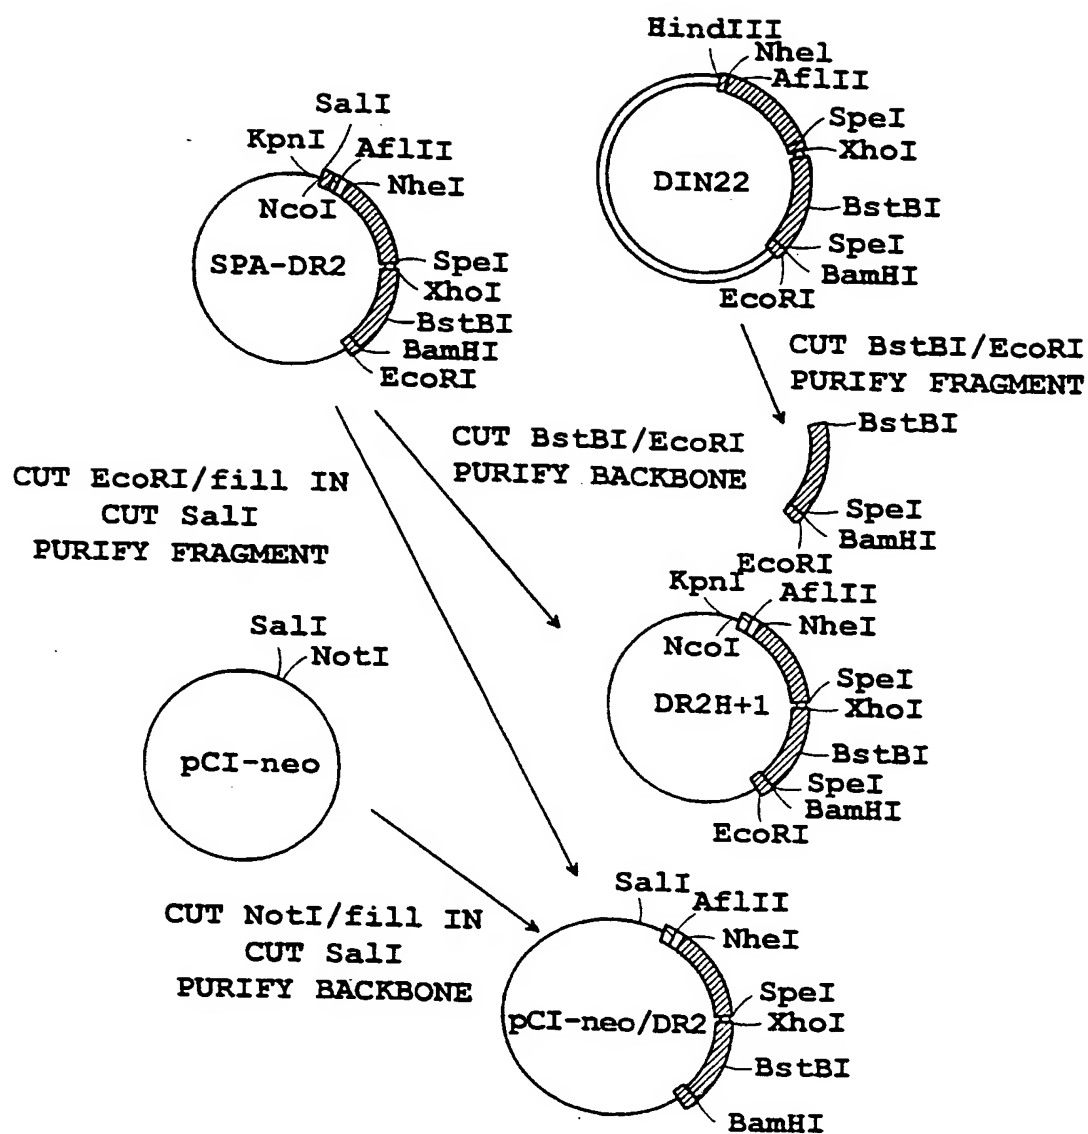 SalI
KpnI
AflII
NheI
NcoI
SPA-DR2
SpeI
XhoI
BstBI
BamHI
EcoRI
HindIII
Nhel
AflII
SpeI
XhoI
DIN22
BstBI
SpeI
BamHI
EcoRI
CUT BstBI/EcoRI
PURIFY FRAGMENT
BstBI
SpeI
BamHI
EcoRI
CUT BstBI/EcoRI
PURIFY BACKBONE
CUT EcoRI/fill IN
CUT SalI
PURIFY FRAGMENT
KpnI
AflII
NheI
NcoI
SpeI
DR2H+1
XhoI
BstBI
SpeI
BamHI
EcoRI
SalI
NotI
pCI-neo
CUT NotI/fill IN
CUT SalI
PURIFY BACKBONE
SalI
AflII
NheI
SpeI
XhoI
pCI-neo/DR2
BstBI
BamHI